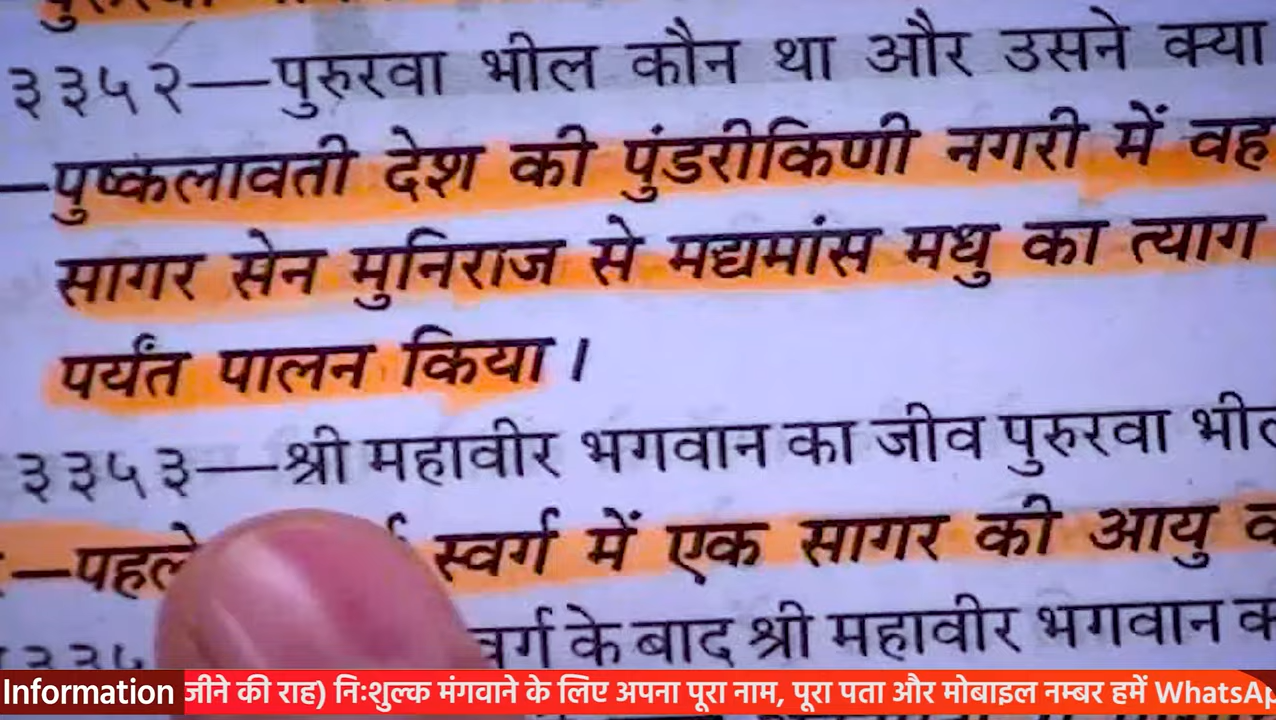 ३३५२—पुरुरवा भील कौन था और उसने क्या
—पुष्कलावती देश की पुंडरीकिणी नगरी में वह
सागर सेन मुनिराज से मद्यमांस मधु का त्याग
पर्यंत पालन किया।
३३५३—श्री महावीर भगवान का जीव पुरुरवा
—पहले स्वर्ग में एक सागर की आयु
के बाद श्री महावीर भगवान
Information जीने की राह) निःशुल्क मंगवाने के लिए अपना पूरा नाम, पूरा पता और मोबाइल नम्बर हमें